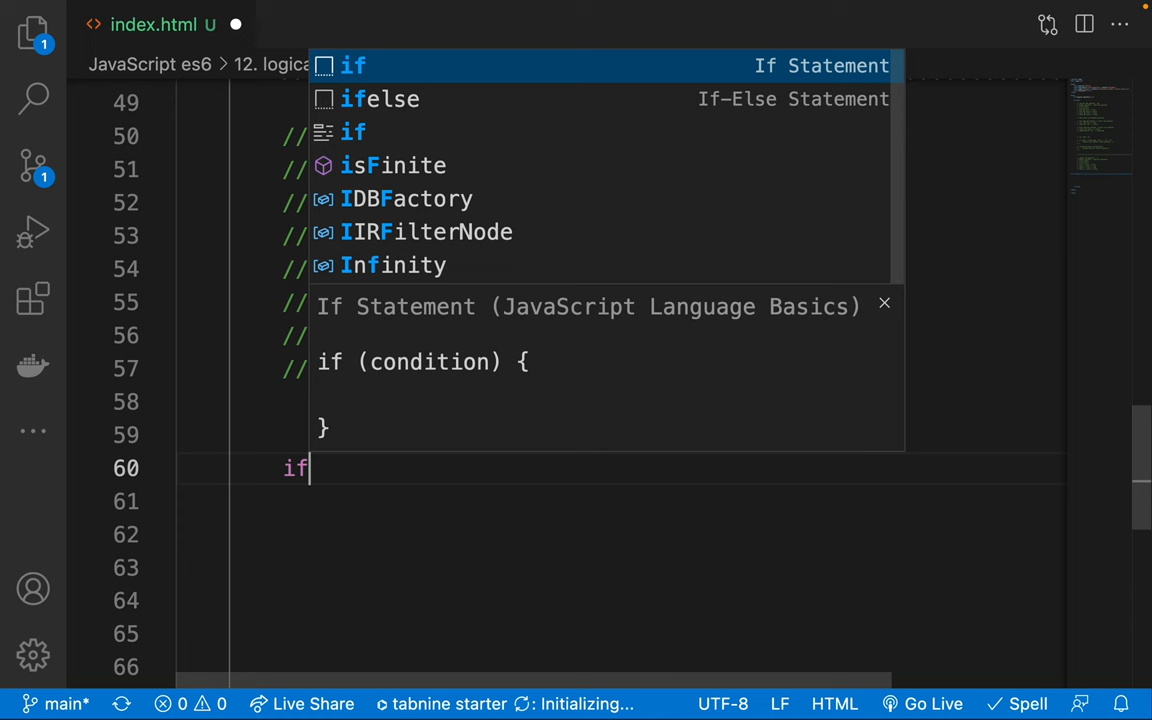 index.html U
JavaScript es6 > 12. logica
1
1
if If Statement
ifelse If-Else Statement
if
isFinite
IDBFactory
IIRFilterNode
Infinity
If Statement (JavaScript Language Basics)
if (condition) {
}
49
50 //
51 //
52 //
53 //
54 //
55 //
56 //
57 //
58
59
60 if
61
62
63
64
65
66
main* 0 0 Live Share tabnine starter : Initializing... UTF-8 LF HTML Go Live Spell